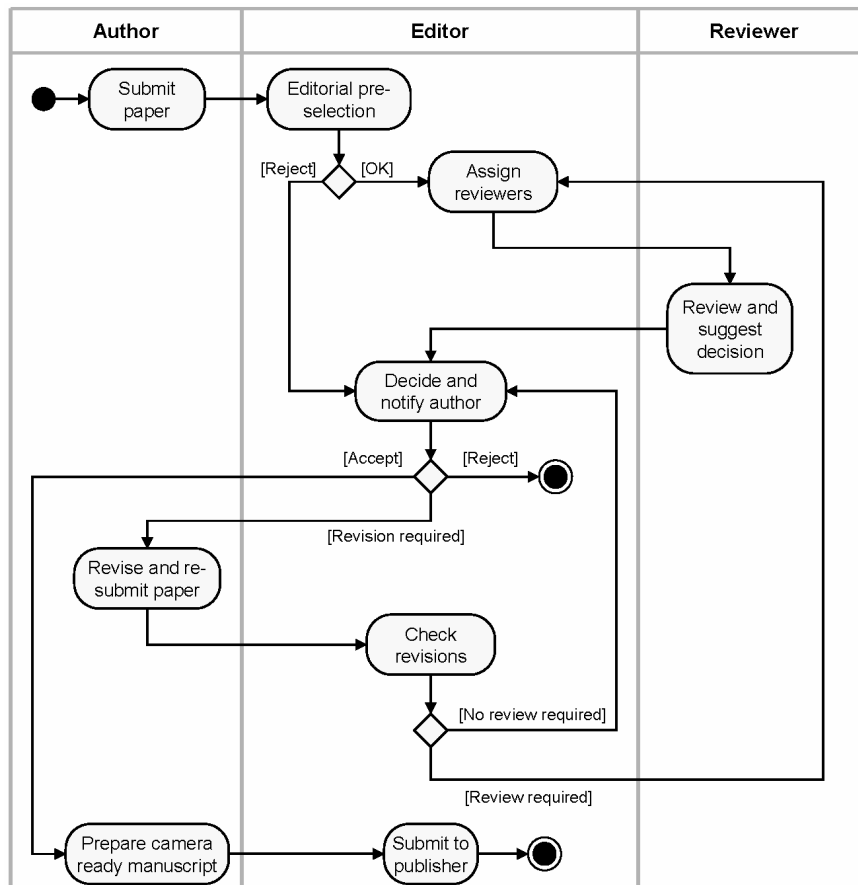 Author
Editor
Reviewer
Submit
paper
Editorial pre-
selection
[Reject]
[OK]
Assign
reviewers
Review and
suggest
decision
Decide and
notify author
[Accept]
[Reject]
[Revision required]
Revise and re-
submit paper
Check
revisions
[No review required]
[Review required]
Prepare camera
ready manuscript
Submit to
publisher